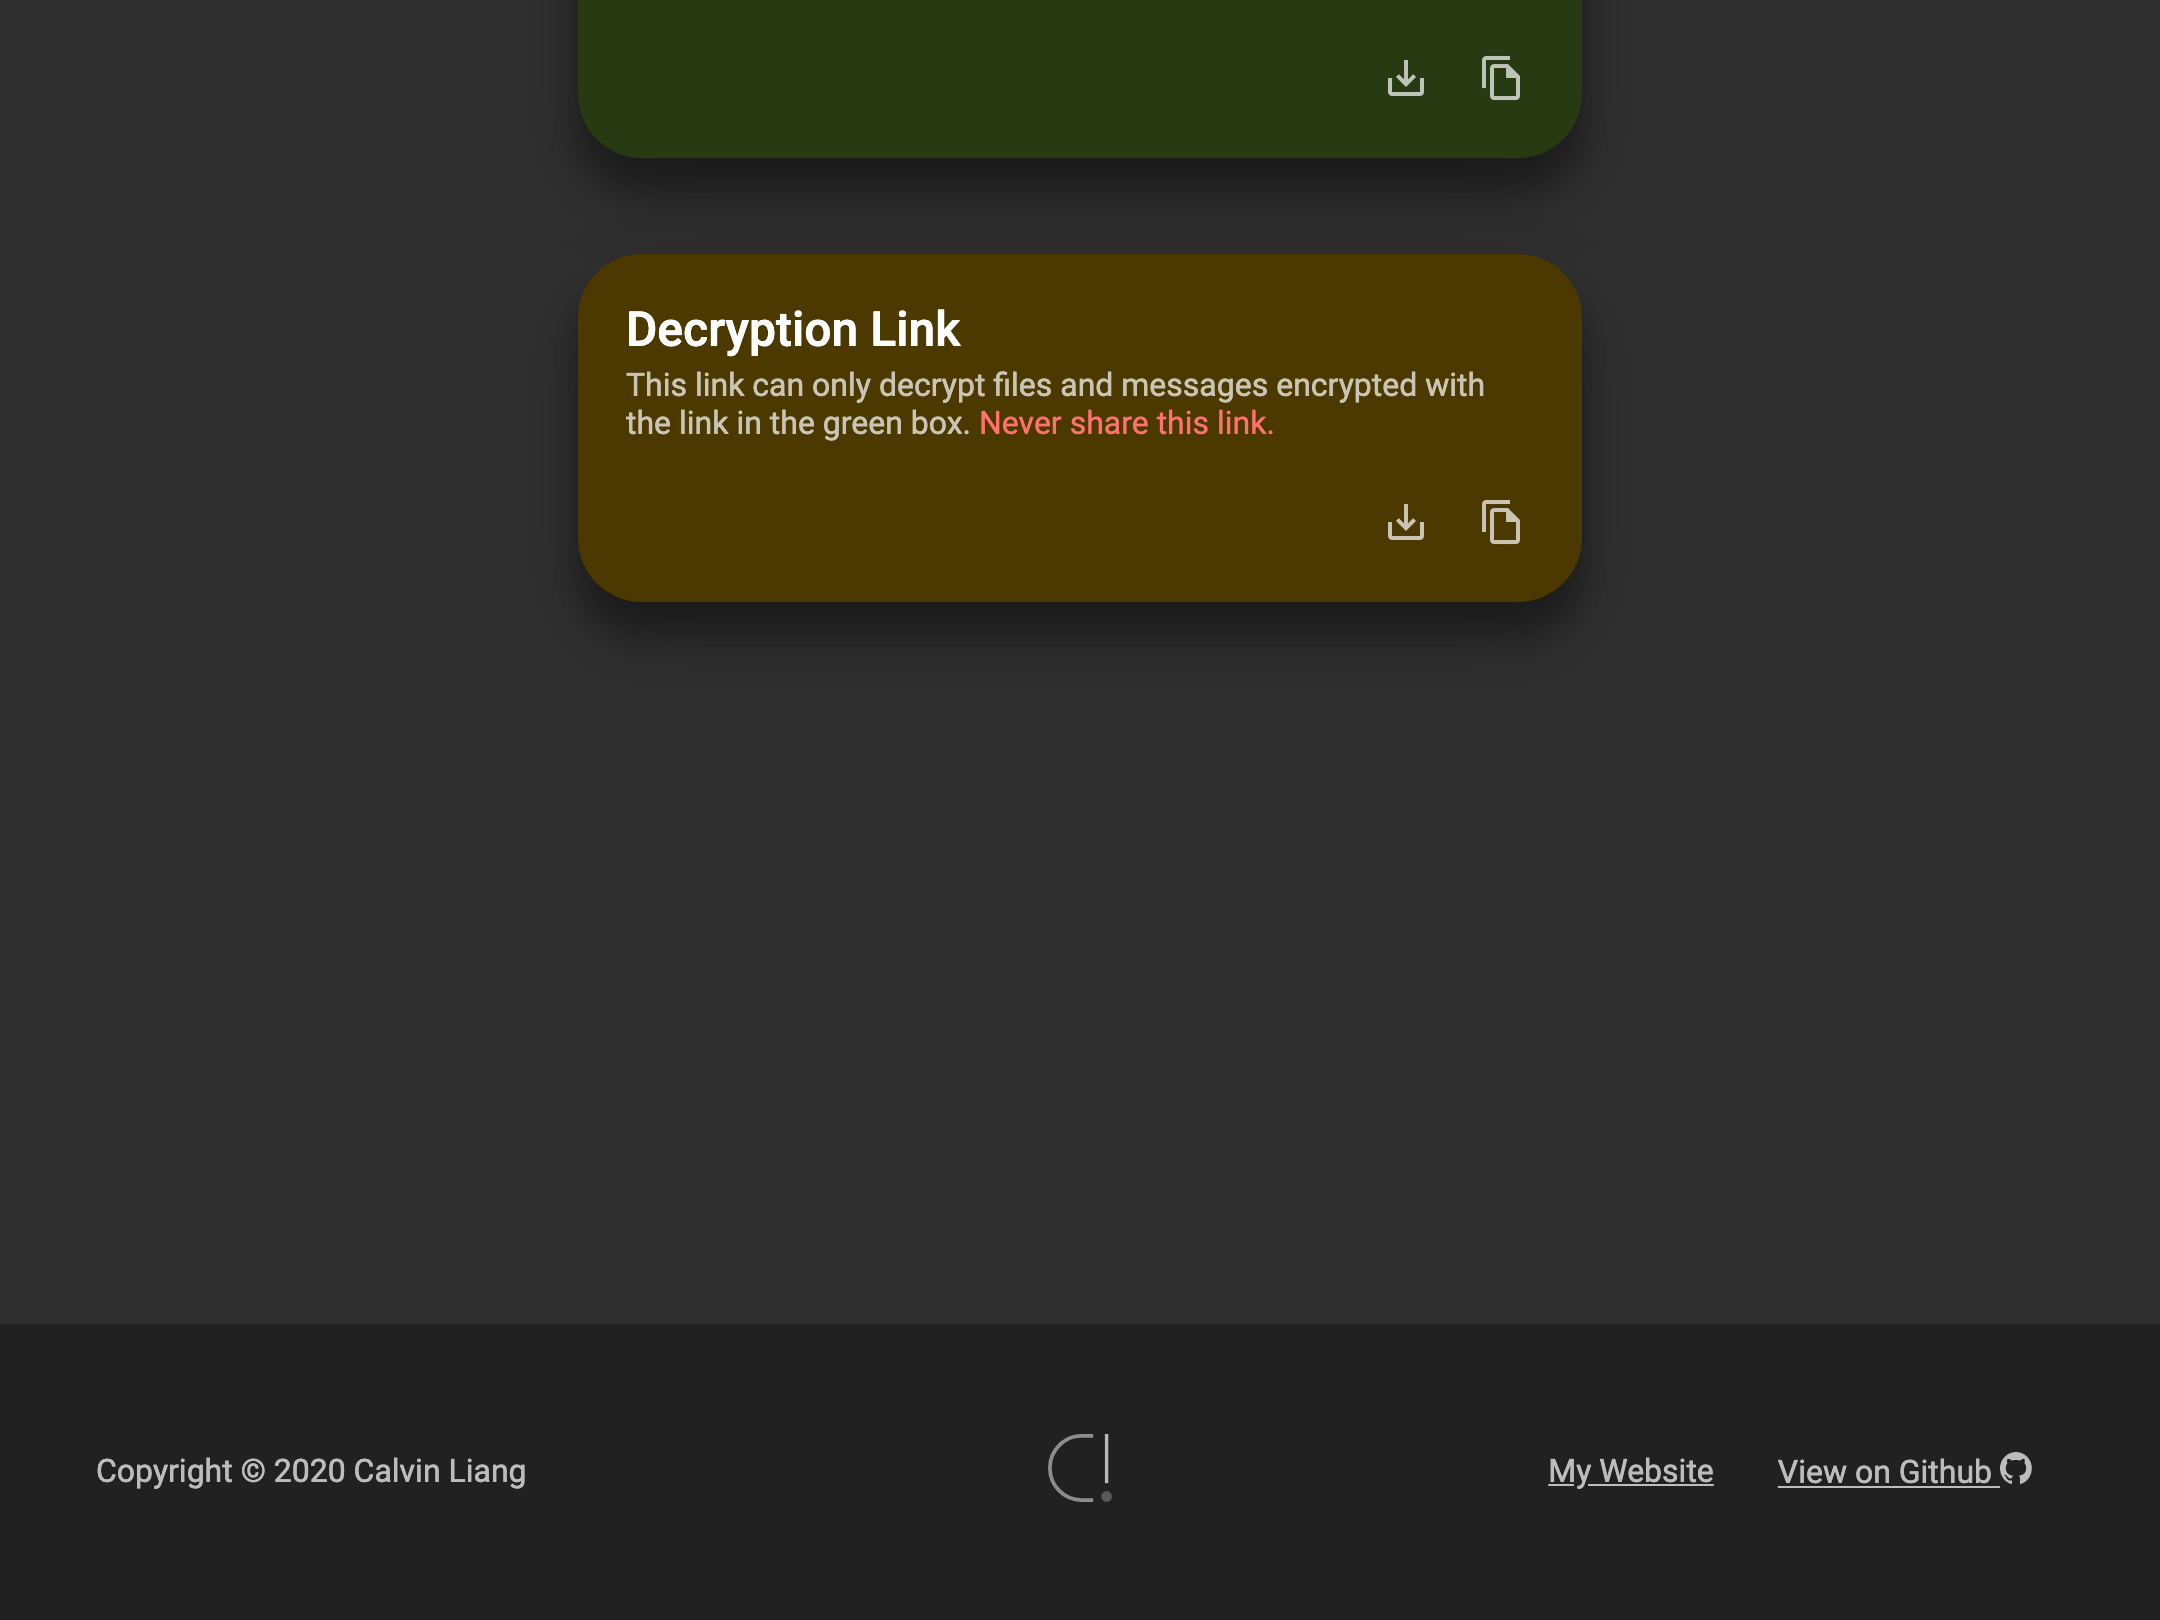 Decryption Link
This link can only decrypt files and messages encrypted with
the link in the green box. Never share this link.
Copyright © 2020 Calvin Liang
My Website
View on Github